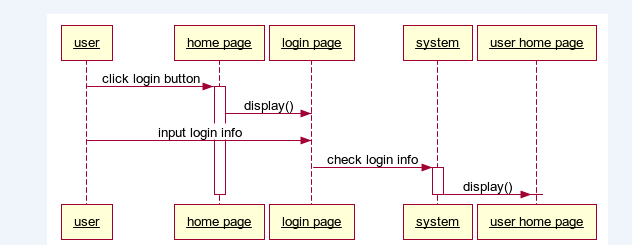 user
home page
login page
system
user home page
click login button
display()
input login info
check login info
display()
user
home page
login page
system
user home page